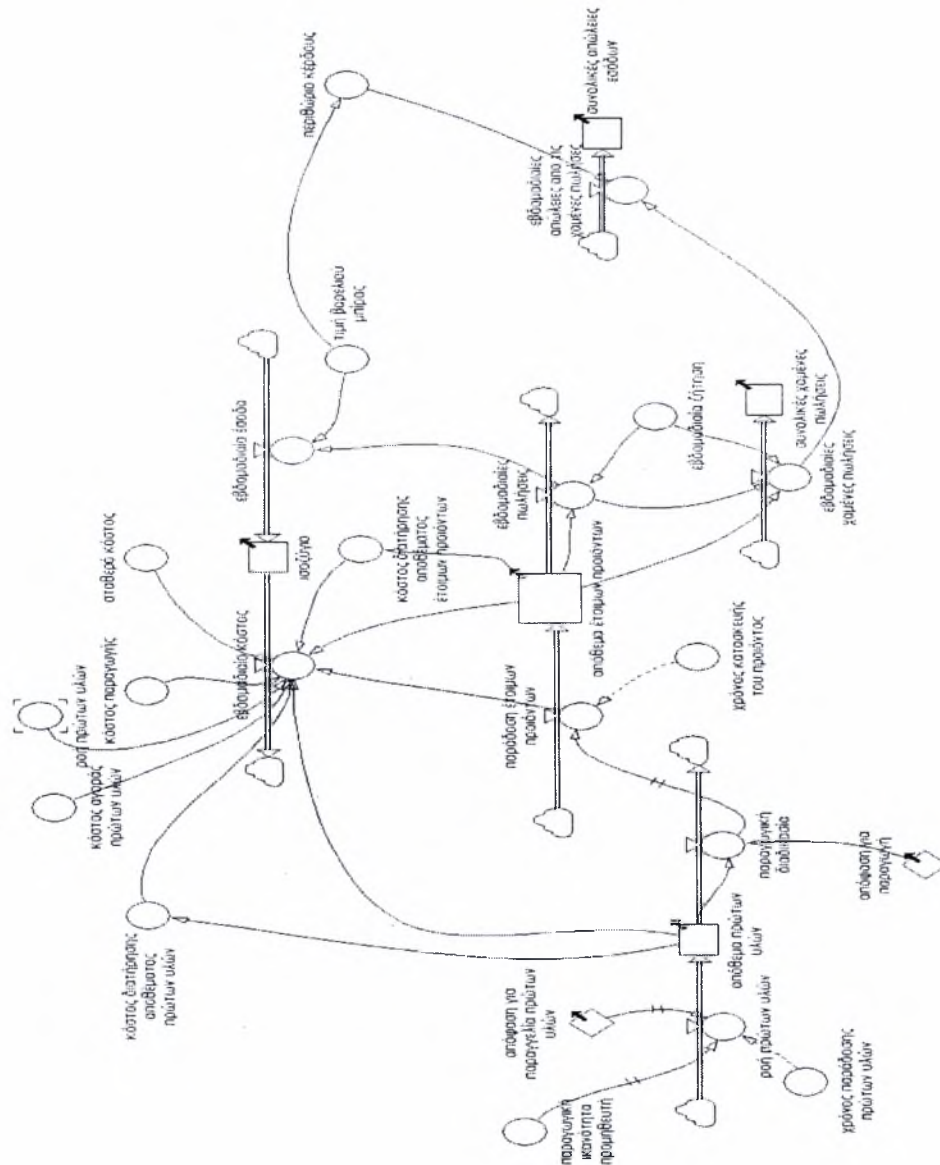 περιθώριο κέρδους
συνολικές απώλειες
εσόδων
εβδομαδιαίες
απώλειες απο τις
χαμένες πωλήσεις
τιμή βαρελιού
μπίρας
εβδομαδιαία έσοδα
σταθερό κόστος
ισοζύγιο
κόστος διατήρησης
αποθέματος
έτοιμων προϊόντων
εβδομαδιαίο κόστος
κόστος παραγωγής
ροή πρώτων υλών
κόστος αγοράς
πρώτων υλών
κόστος διατήρησης
αποθέματος
πρώτων υλών
εβδομαδιαίες
πωλήσεις
εβδομαδιαία ζήτηση
συνολικές χαμένες
πωλήσεις
εβδομαδιαίες
χαμένες πωλήσεις
απόθεμα έτοιμων προϊόντων
παράδοση έτοιμων
προϊόντων
χρόνος κατασκευής
του προϊόντος
παραγωγική
διαδικασία
απόφαση για
παραγωγή
απόθεμα πρώτων
υλών
απόφαση για
παραγγελία πρώτων
υλών
ροή πρώτων υλών
παραγωγική
ικανότητα
προμηθευτή
χρόνος παράδοσης
πρώτων υλών